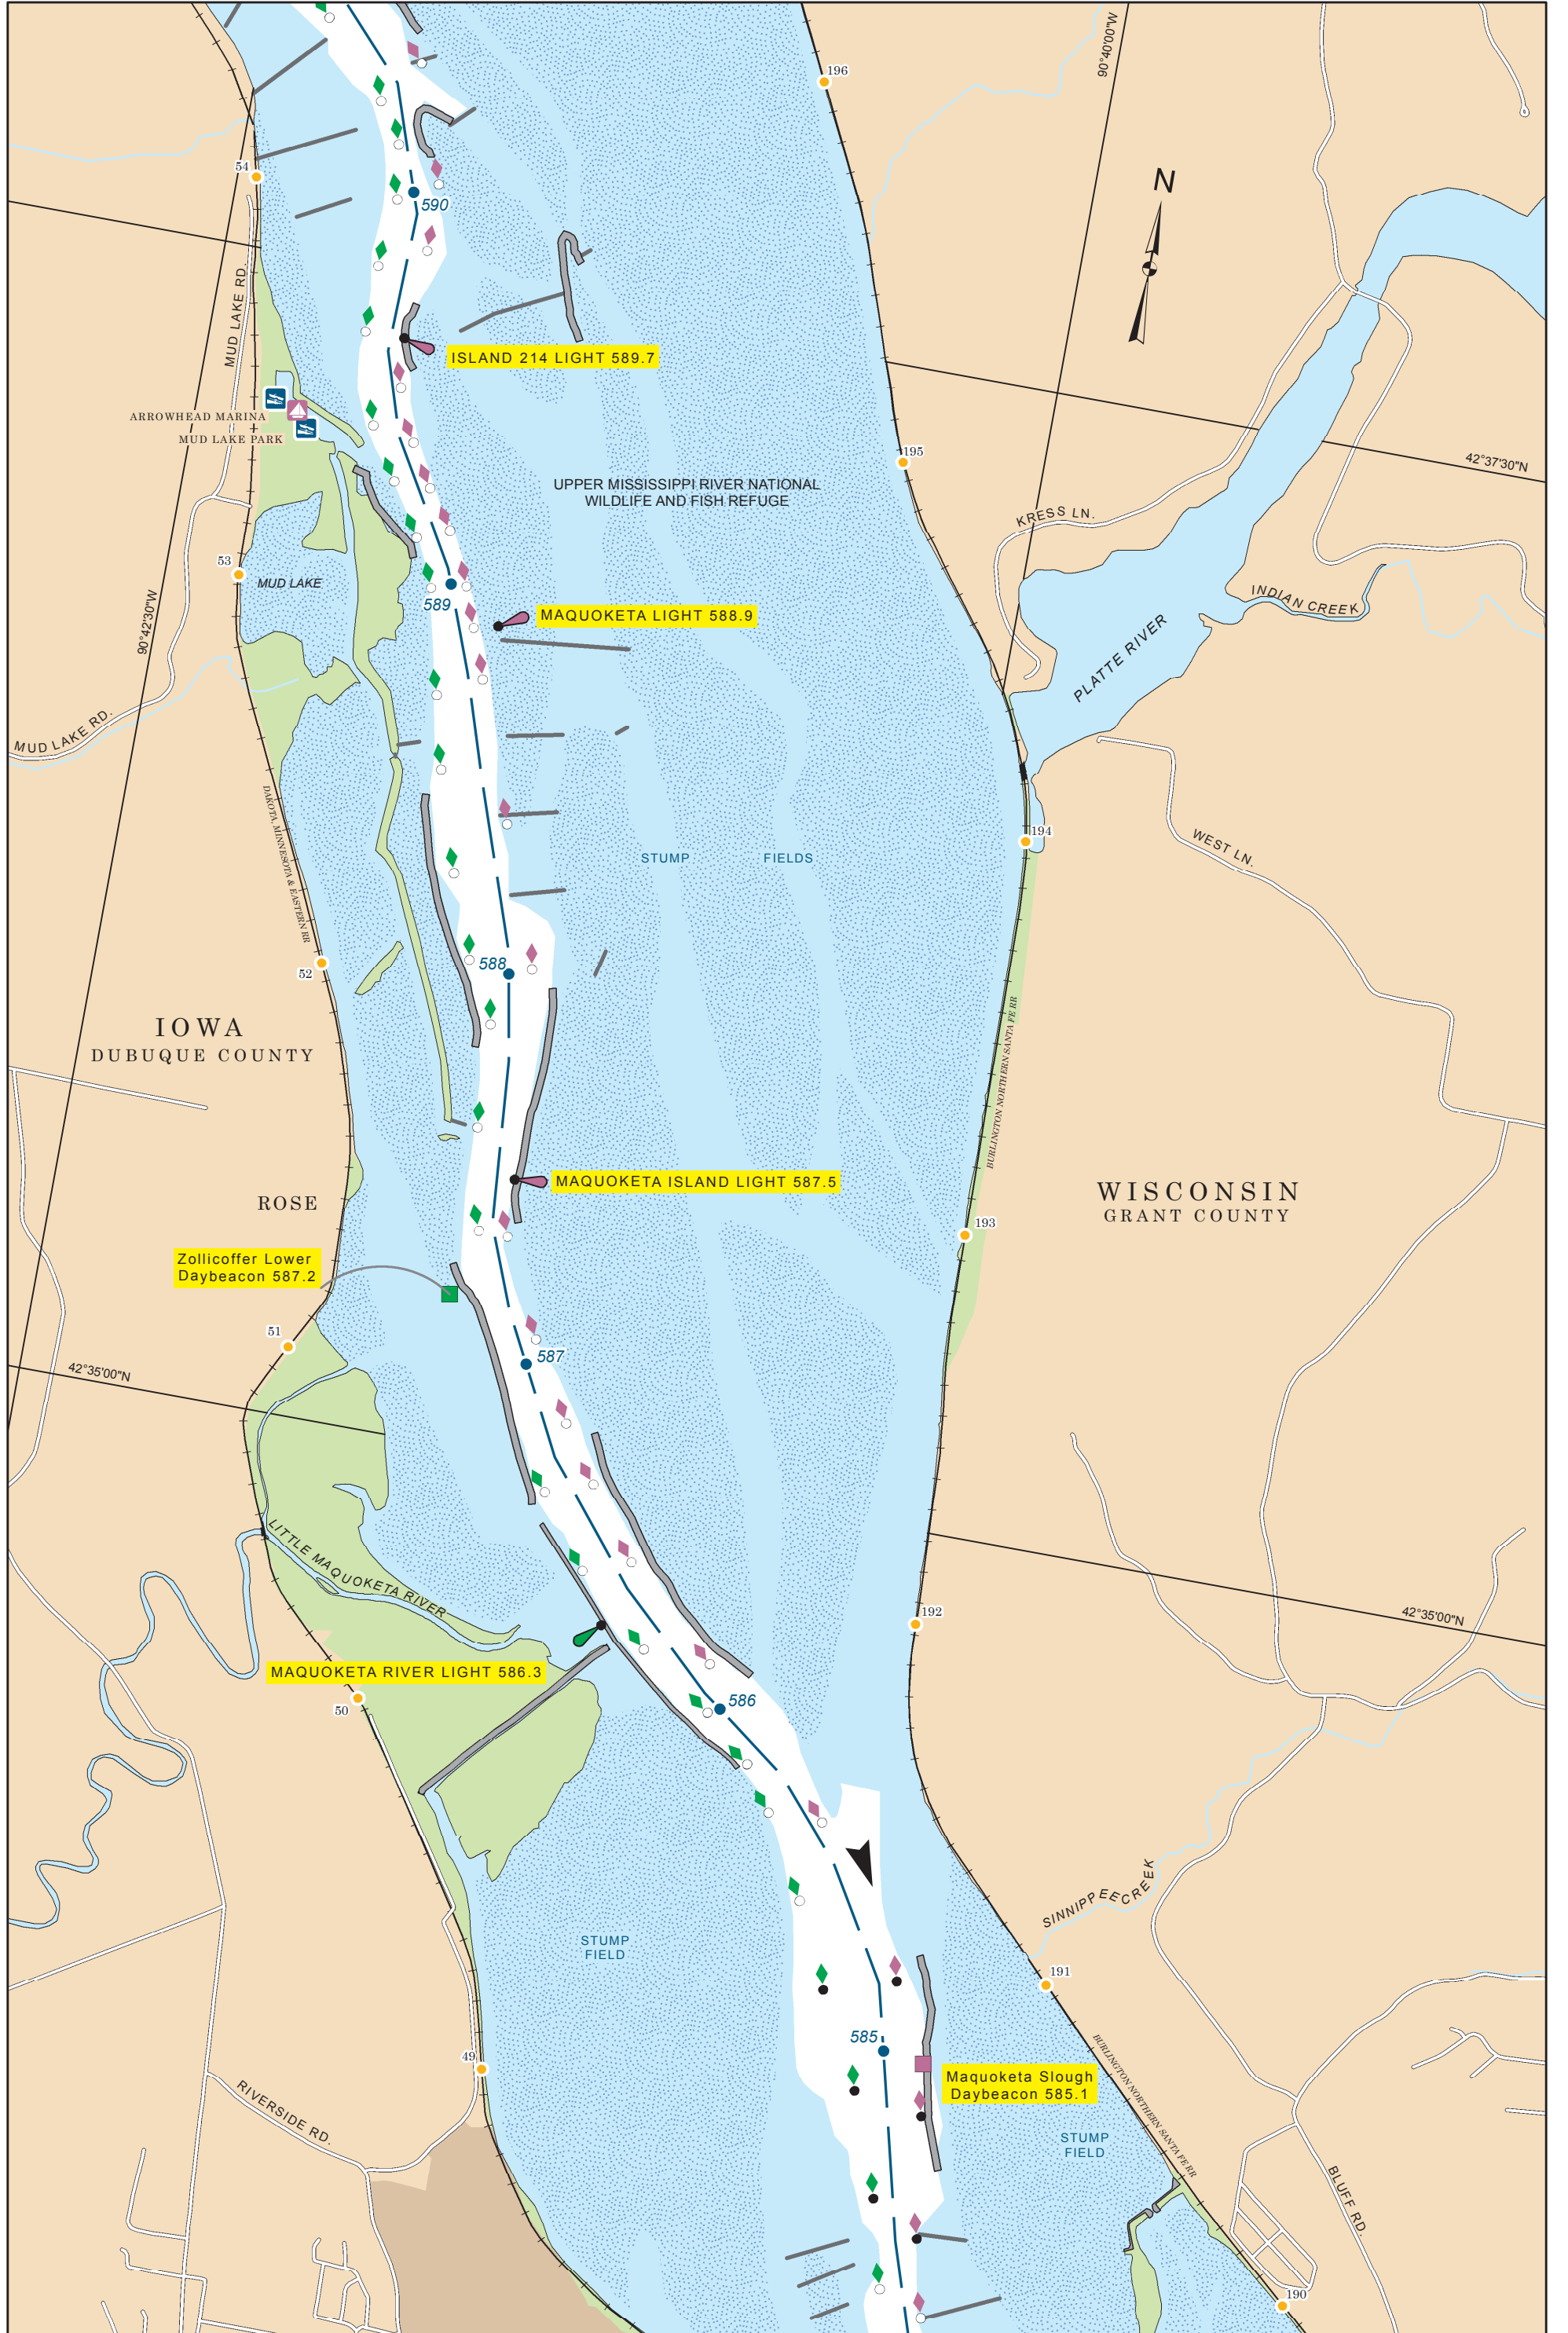 196
90°40'00"W
54
590
N
MUD LAKE RD.
ISLAND 214 LIGHT 589.7
ARROWHEAD MARINA
MUD LAKE PARK
195
42°37'30"N
UPPER MISSISSIPPI RIVER NATIONAL
WILDLIFE AND FISH REFUGE
KRESS LN.
53
MUD LAKE
589
INDIAN CREEK
90°42'30"W
MAQUOKETA LIGHT 588.9
PLATTE RIVER
MUD LAKE RD.
DAKOTA, MINNESOTA & EASTERN RR
194
WEST LN.
STUMP FIELDS
52
588
IOWA
DUBUQUE COUNTY
BURLINGTON NORTHERN SANTA FE RR
MAQUOKETA ISLAND LIGHT 587.5
WISCONSIN
GRANT COUNTY
ROSE
193
Zollicoffer Lower
Daybeacon 587.2
51
587
42°35'00"N
LITTLE MAQUOKETA RIVER
192
42°35'00"N
MAQUOKETA RIVER LIGHT 586.3
50
586
SINNIPPEE CREEK
STUMP
FIELD
191
585
49
Maquoketa Slough
Daybeacon 585.1
BURLINGTON NORTHERN SANTA FE RR
RIVERSIDE RD.
STUMP
FIELD
BLUFF RD.
190